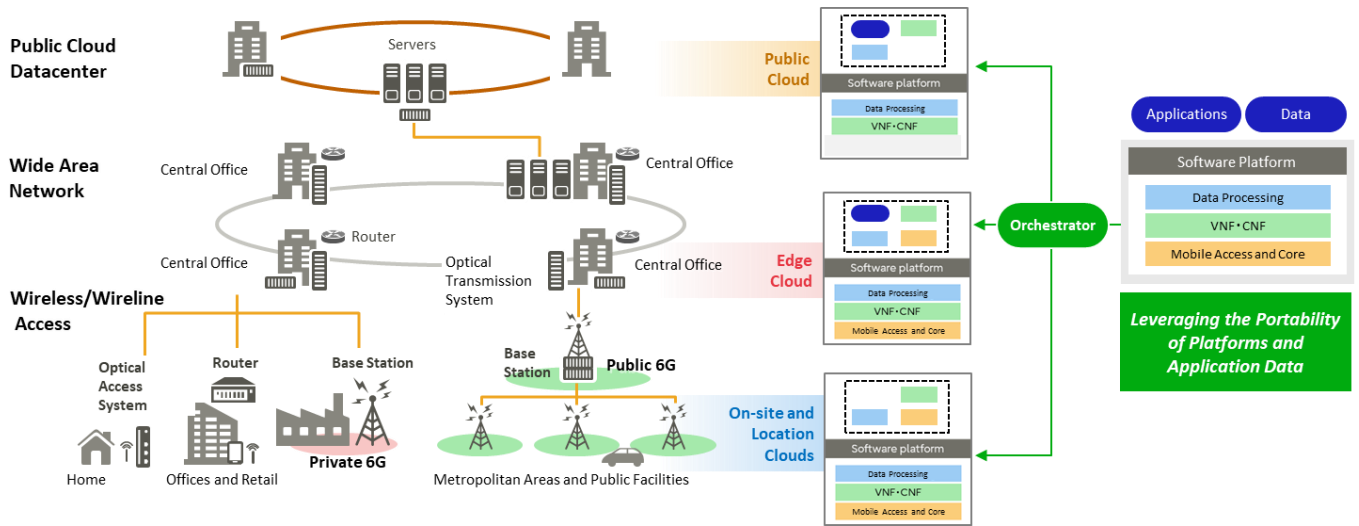 Public Cloud
Datacenter
Servers
Wide Area
Network
Central Office
Central Office
Router
Central Office
Optical
Transmission
System
Central Office
Wireless/Wireline
Access
Optical
Access
System
Router
Base Station
Base
Station
Public 6G
Private 6G
Home
Offices and Retail
Metropolitan Areas and Public Facilities
Public
Cloud
Software platform
Data Processing
VNF・CNF
Edge
Cloud
Software platform
Data Processing
VNF・CNF
Mobile Access and Core
On-site and
Location
Clouds
Software platform
Data Processing
VNF・CNF
Mobile Access and Core
Orchestrator
Applications
Data
Software Platform
Data Processing
VNF・CNF
Mobile Access and Core
Leveraging the Portability
of Platforms and
Application Data